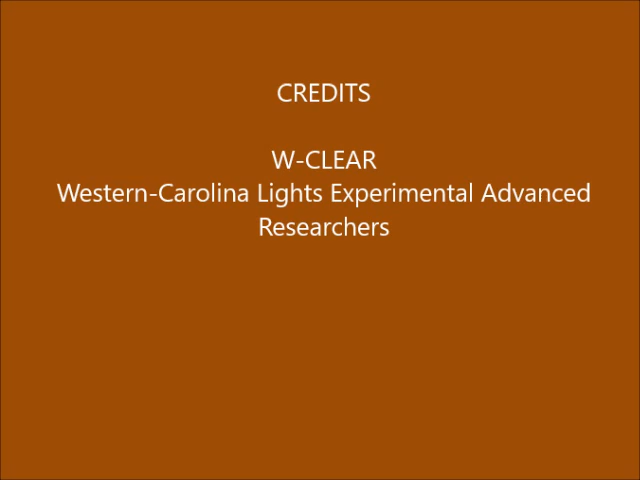 CREDITS
W-CLEAR
Western-Carolina Lights Experimental Advanced
Researchers